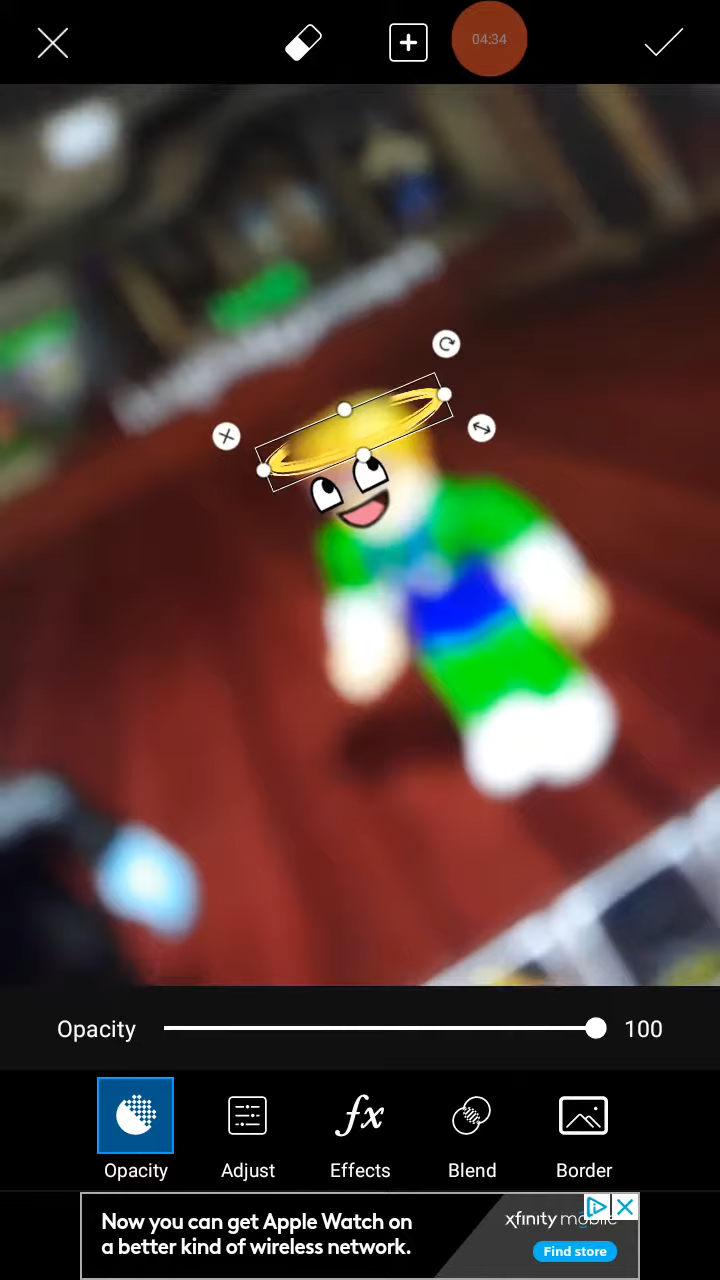 04:34
Opacity 100
Opacity Adjust Effects Blend Border
Now you can get Apple Watch on
a better kind of wireless network.
xfinity mobile
Find store